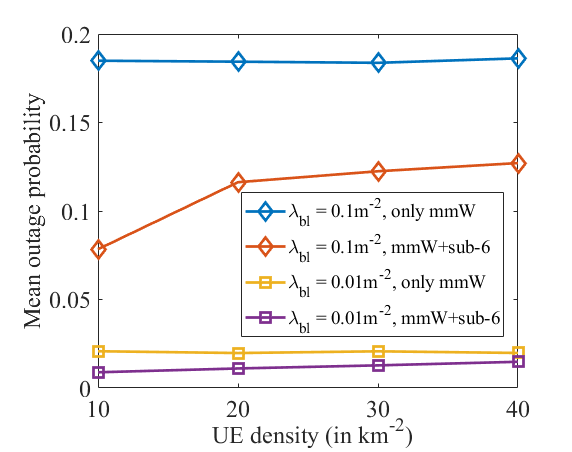 0.2
0.15
0.1
0.05
0
Mean outage probability
λbl = 0.1m-2, only mmW
λbl = 0.1m-2, mmW+sub-6
λbl = 0.01m-2, only mmW
λbl = 0.01m-2, mmW+sub-6
10 20 30 40
UE density (in km-2)